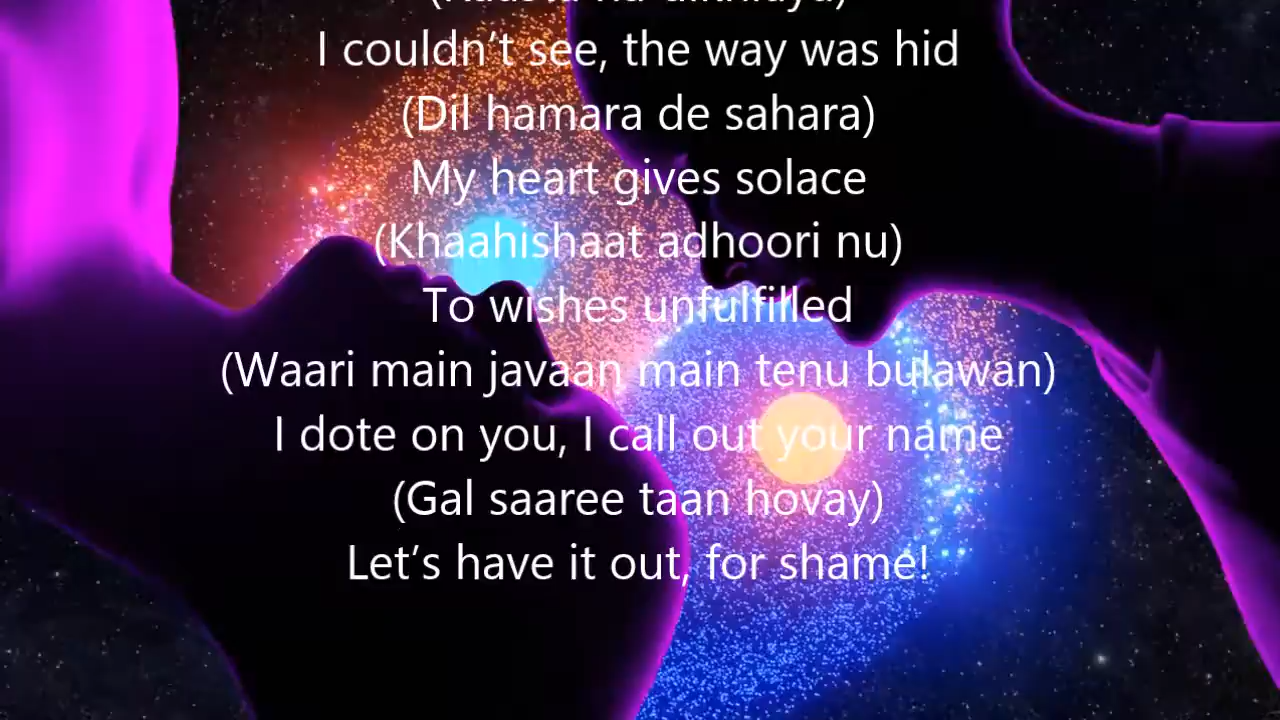 I couldn't see, the way was hid
(Dil hamara de sahara)
My heart gives solace
(Khaahishaat adhoori nu)
To wishes unfulfilled
(Waari main javaan main tenu bulawan)
I dote on you, I call out your name
(Gal saaree taan hovay)
Let's have it out, for shame!